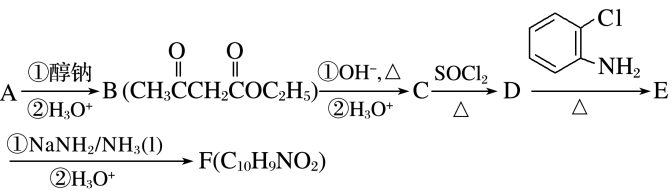 O O Cl
A ①醇钠 ②H₃O⁺ B (CH₃CCH₂COC₂H₅) ①OH⁻,△ ②H₃O⁺ C SOCl₂ △ D NH₂ △ E
①NaNH₂/NH₃(l) ②H₃O⁺ F(C₁₀H₉NO₂)